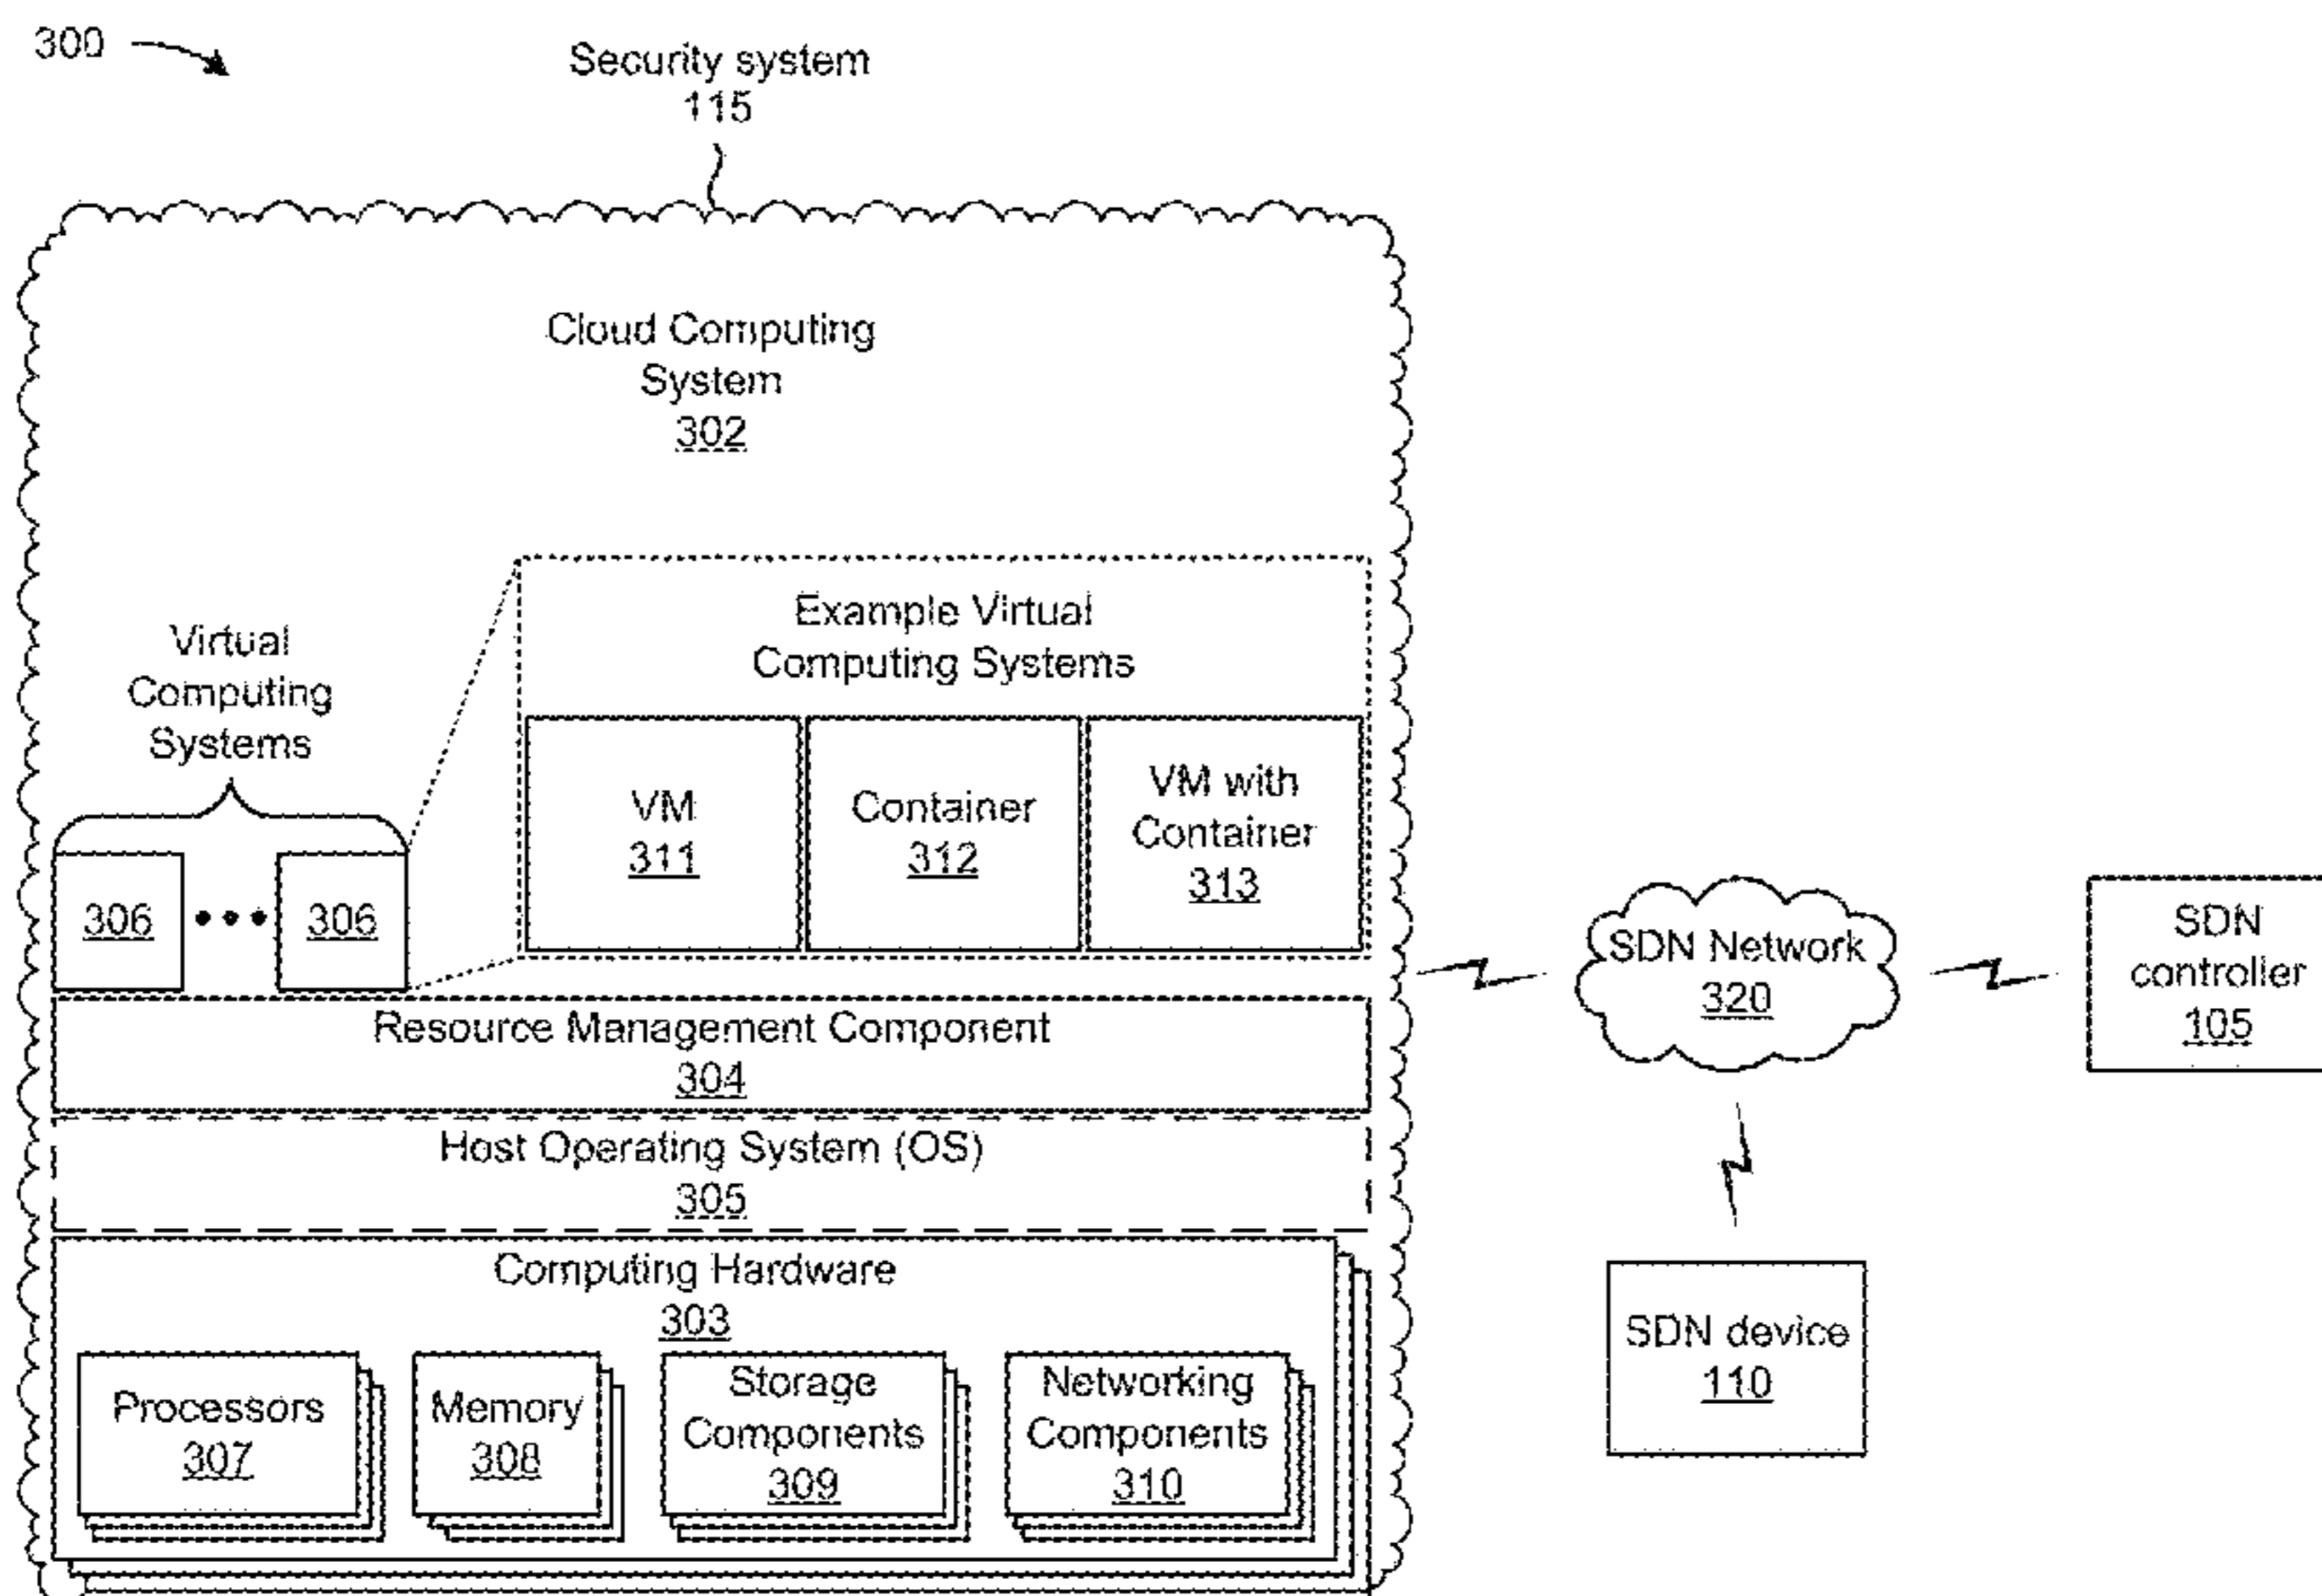 300
Security system
115
Cloud Computing
System
302
Virtual
Computing
Systems
Example Virtual
Computing Systems
VM
311
Container
312
VM with
Container
313
306
306
Resource Management Component
304
Host Operating System (OS)
305
Computing Hardware
303
Processors
307
Memory
308
Storage
Components
309
Networking
Components
310
SDN Network
320
SDN
controller
105
SDN device
110